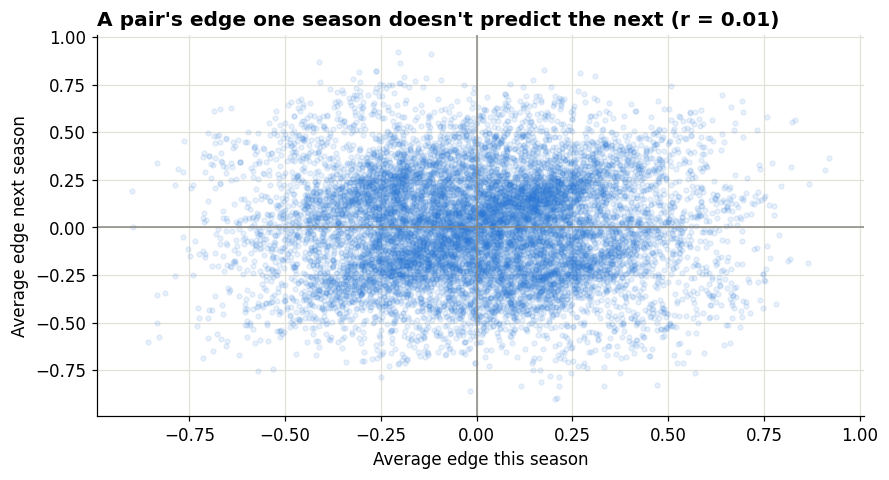 A pair's edge one season doesn't predict the next (r = 0.01)
Average edge next season
1.00
0.75
0.50
0.25
0.00
−0.25
−0.50
−0.75
−0.75 −0.50 −0.25 0.00 0.25 0.50 0.75 1.00
Average edge this season